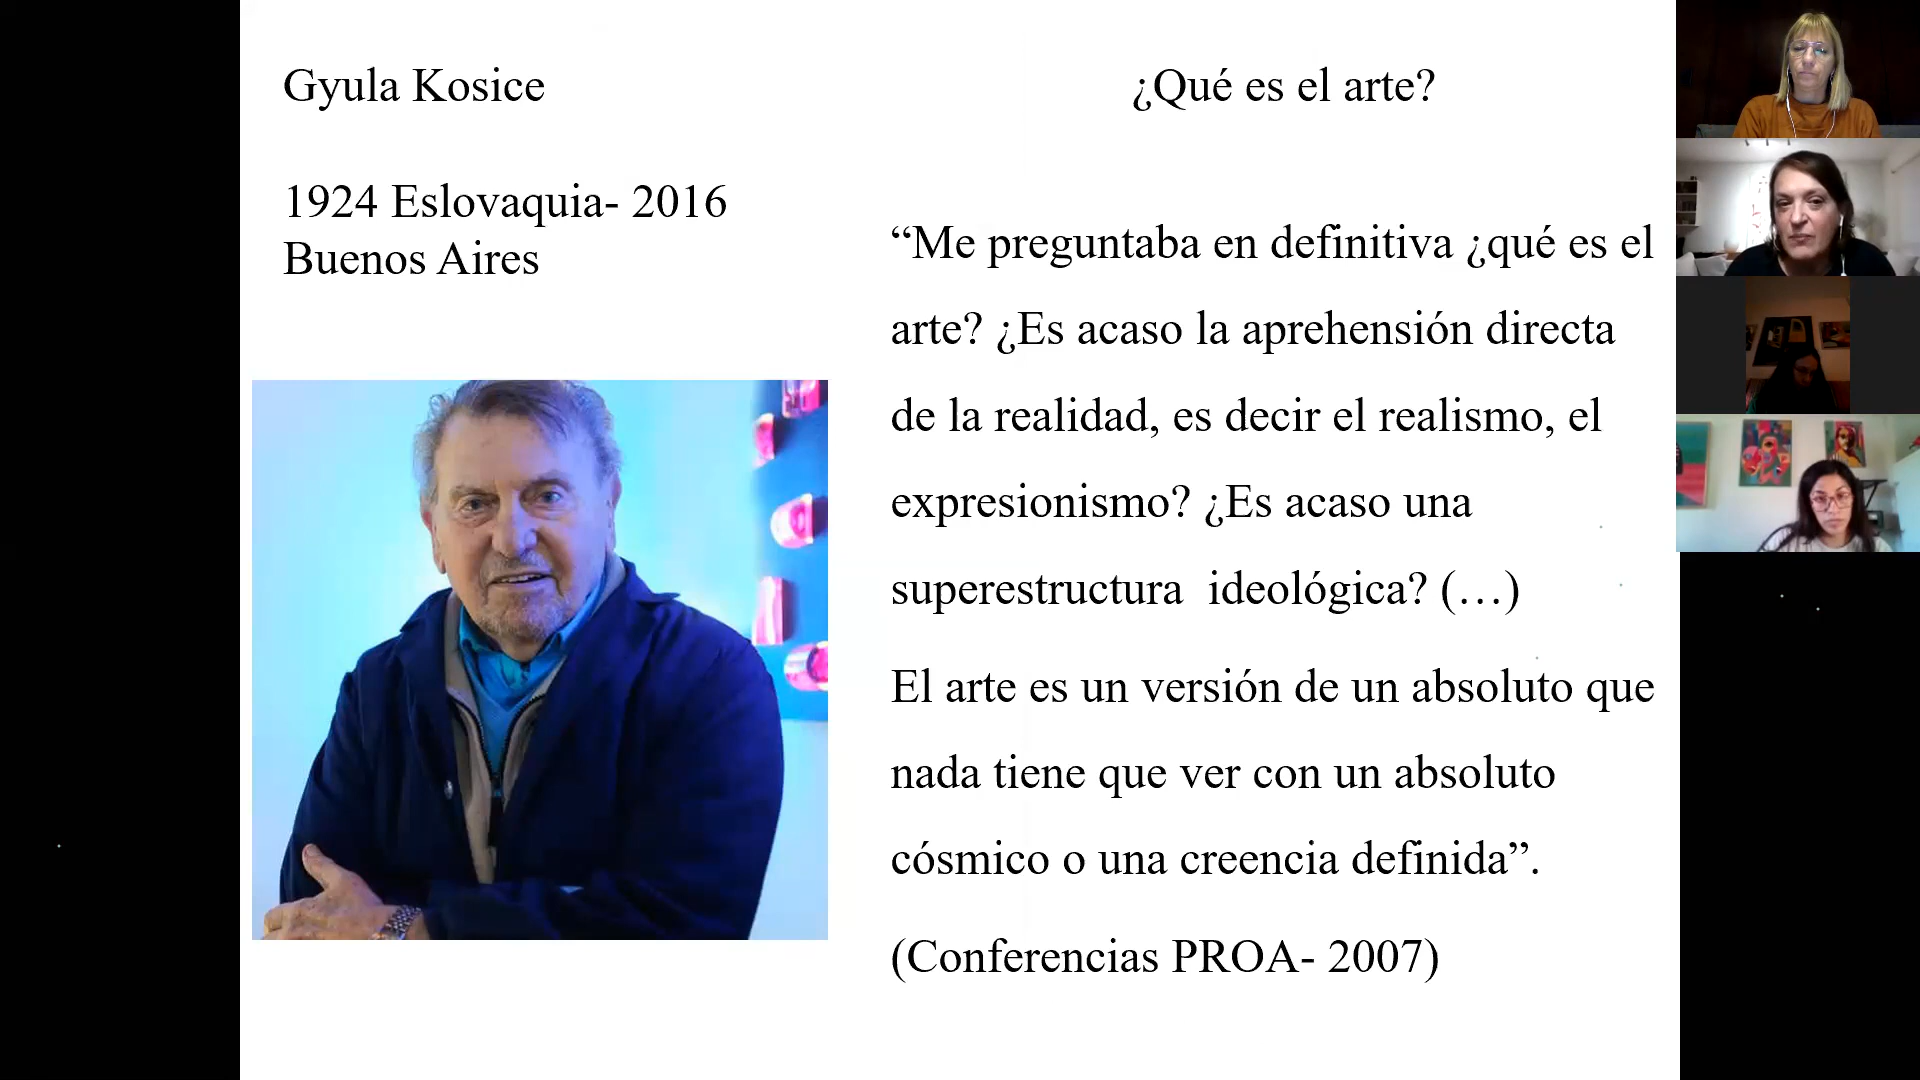 Gyula Kosice
1924 Eslovaquia- 2016
Buenos Aires
¿Qué es el arte?
“Me preguntaba en definitiva ¿qué es el
arte? ¿Es acaso la aprehensión directa
de la realidad, es decir el realismo, el
expresionismo? ¿Es acaso una
superestructura  ideológica? (…)
El arte es un versión de un absoluto que
nada tiene que ver con un absoluto
cósmico o una creencia definida”.
(Conferencias PROA- 2007)